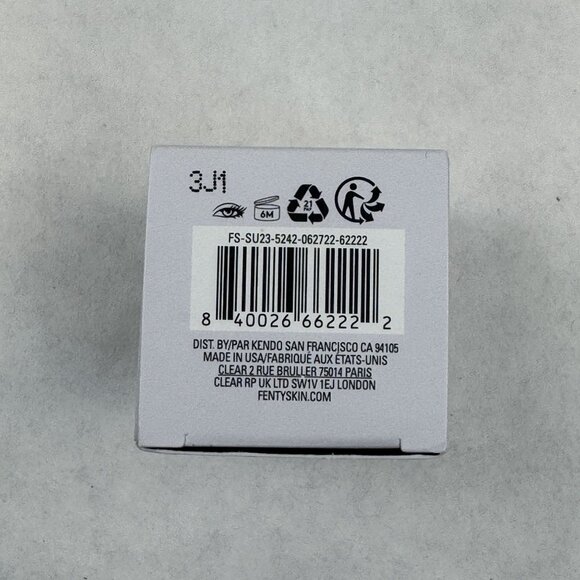 3J1
6M
21
PAP
FS-SU23-5242-062722-62222
8 40026 66222 2
DIST. BY/PAR KENDO SAN FRANCISCO CA 94105
MADE IN USA/FABRIQUÉ AUX ÉTATS-UNIS
CLEAR 2 RUE BRULLER 75014 PARIS
CLEAR RP UK LTD SW1V 1EJ LONDON
FENTYSKIN.COM